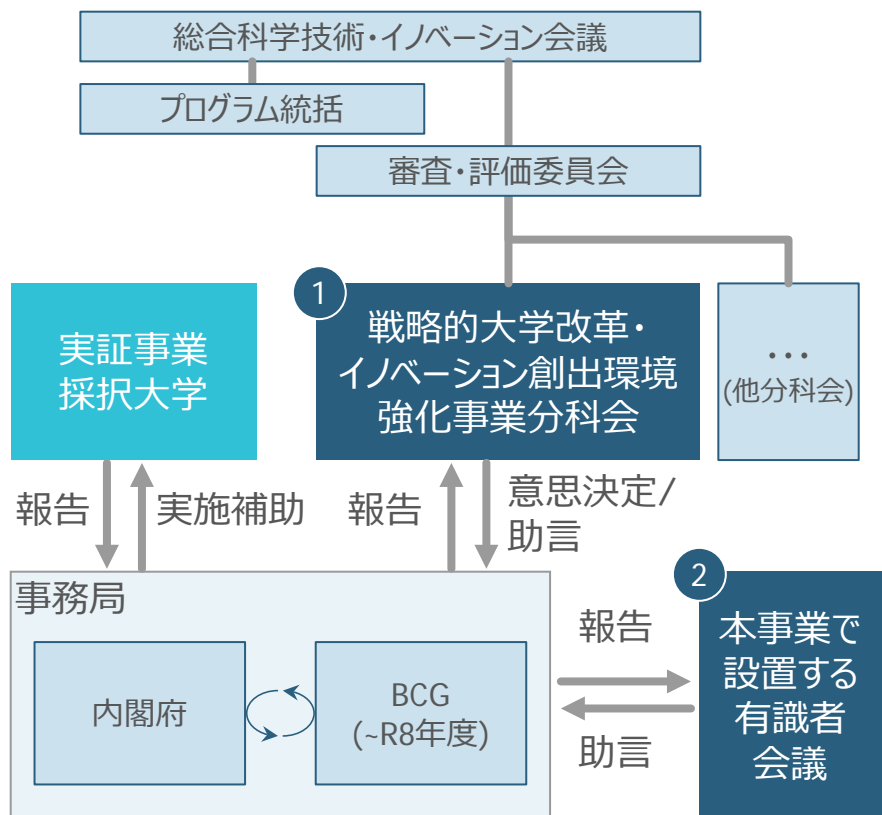 総合科学技術・イノベーション会議
プログラム統括
審査・評価委員会
1
戦略的大学改革・
イノベーション創出環境
強化事業分科会
…
(他分科会)
実証事業
採択大学
報告
実施補助
報告
意思決定/
助言
事務局
内閣府
BCG
(~R8年度)
報告
助言
2
本事業で
設置する
有識者
会議